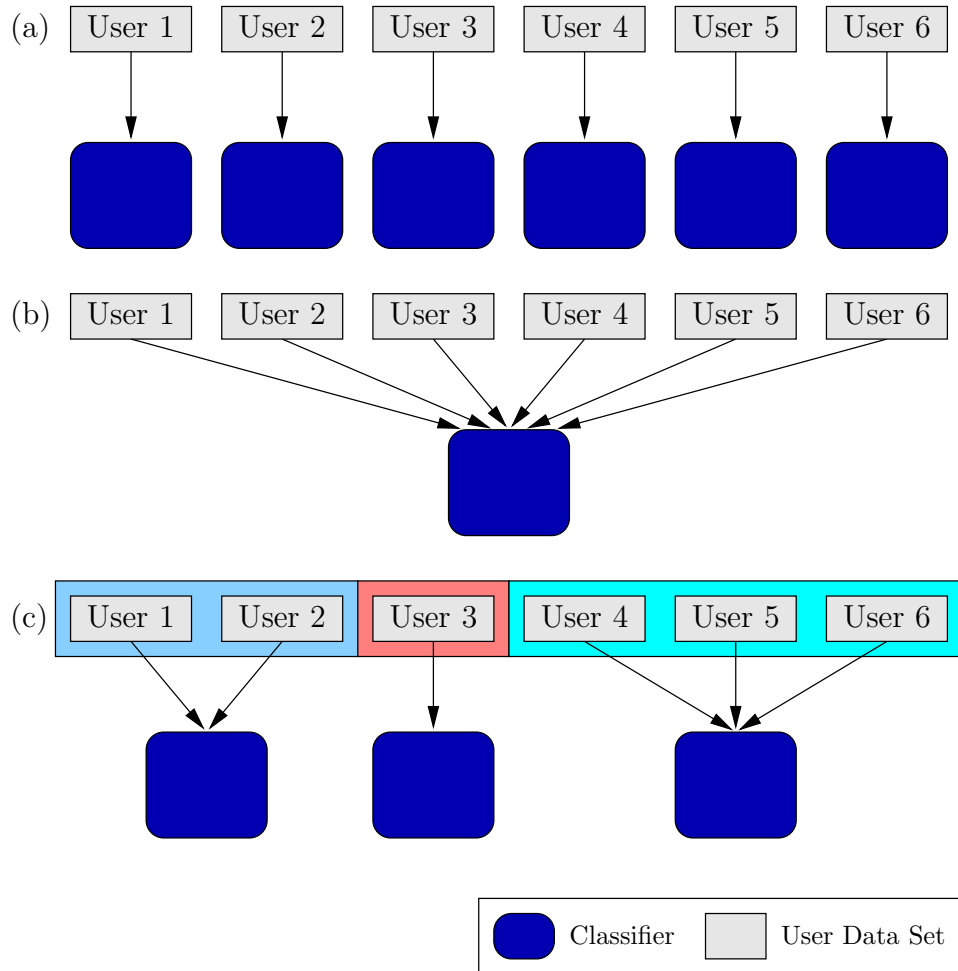 (a) User 1 User 2 User 3 User 4 User 5 User 6
(b) User 1 User 2 User 3 User 4 User 5 User 6
(c) User 1 User 2 User 3 User 4 User 5 User 6
Classifier User Data Set